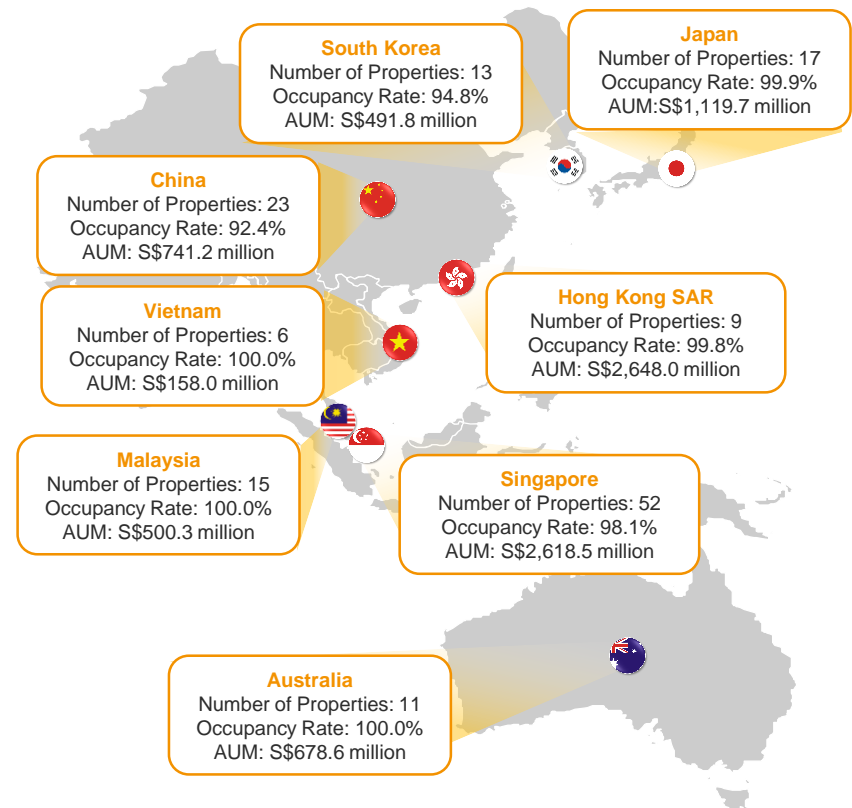 South Korea
Number of Properties: 13
Occupancy Rate: 94.8%
AUM: S$491.8 million
Japan
Number of Properties: 17
Occupancy Rate: 99.9%
AUM:S$1,119.7 million
China
Number of Properties: 23
Occupancy Rate: 92.4%
AUM: S$741.2 million
Vietnam
Number of Properties: 6
Occupancy Rate: 100.0%
AUM: S$158.0 million
Hong Kong SAR
Number of Properties: 9
Occupancy Rate: 99.8%
AUM: S$2,648.0 million
Malaysia
Number of Properties: 15
Occupancy Rate: 100.0%
AUM: S$500.3 million
Singapore
Number of Properties: 52
Occupancy Rate: 98.1%
AUM: S$2,618.5 million
Australia
Number of Properties: 11
Occupancy Rate: 100.0%
AUM: S$678.6 million